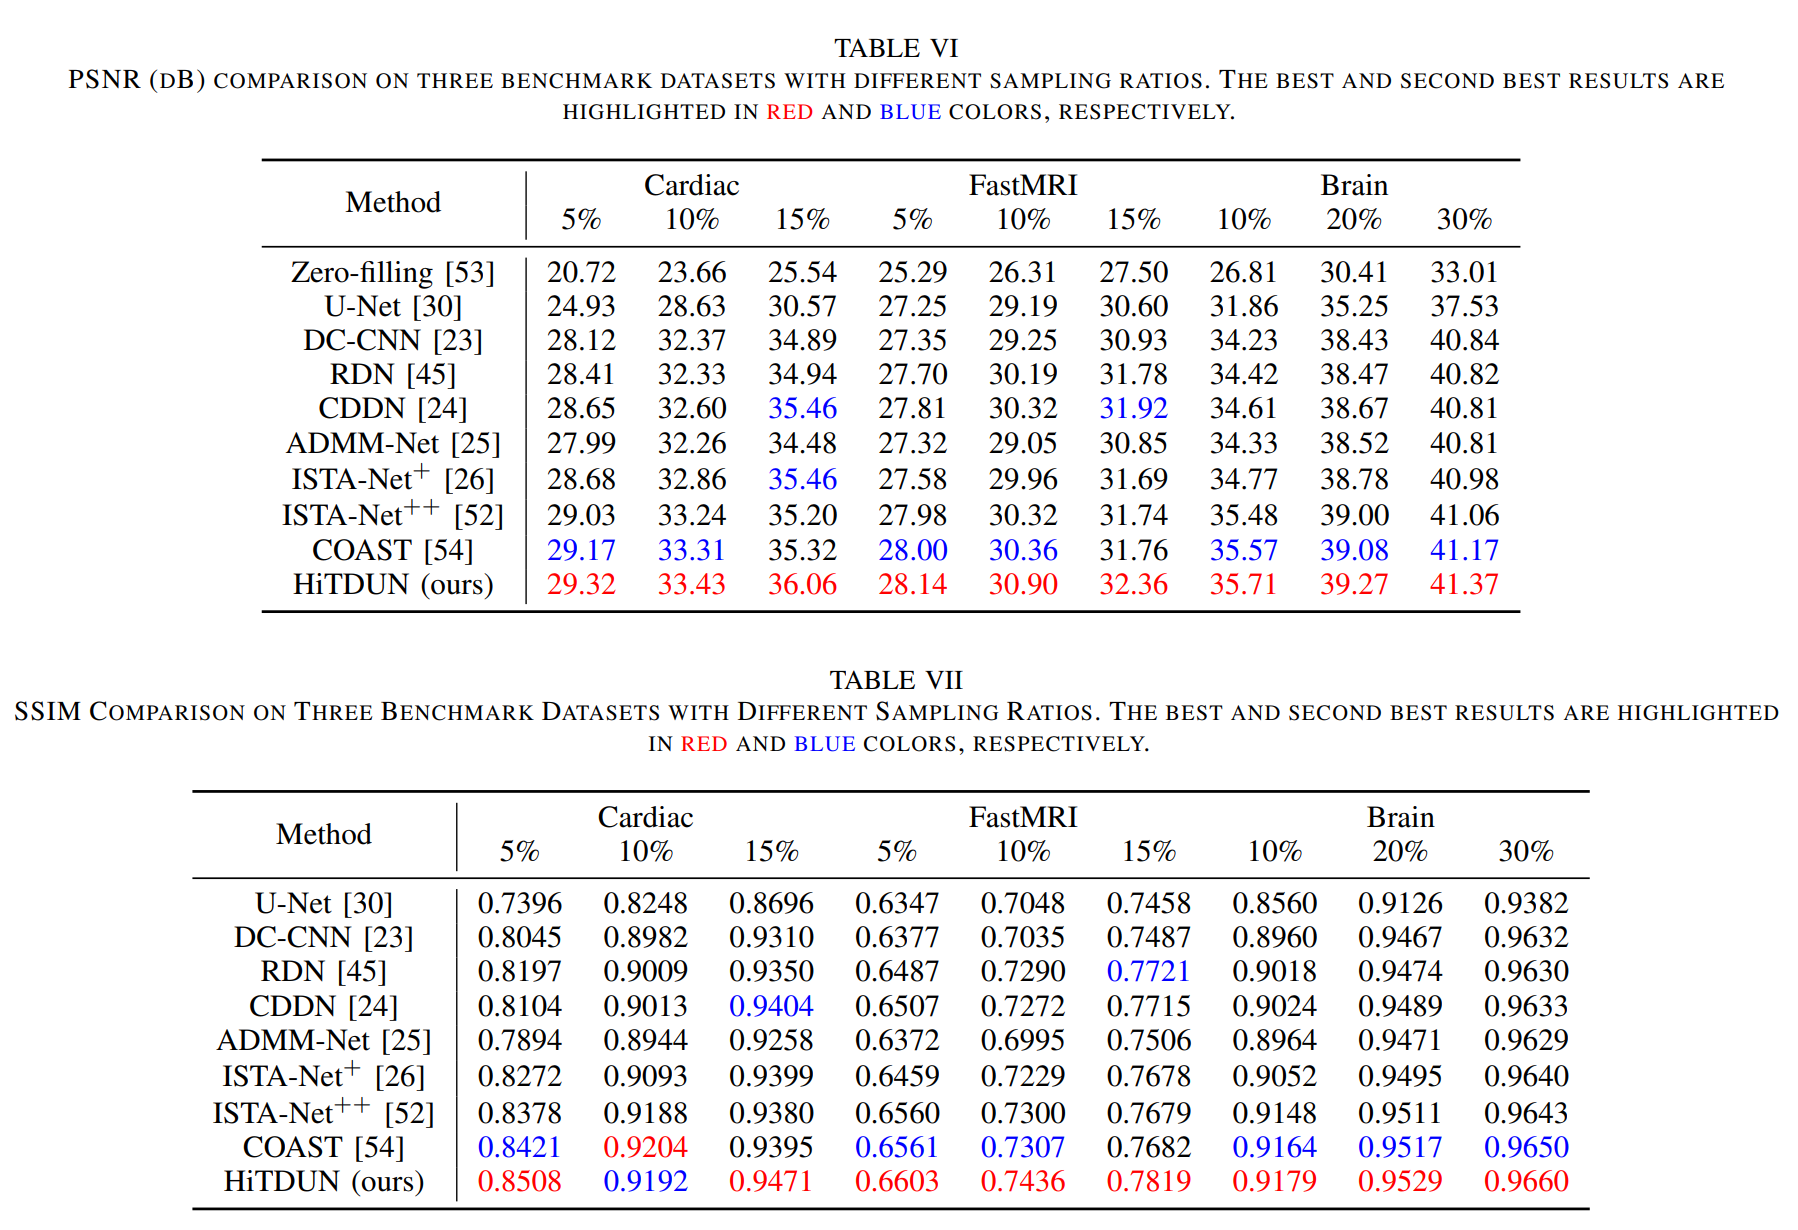 TABLE VI
PSNR (DB) COMPARISON ON THREE BENCHMARK DATASETS WITH DIFFERENT SAMPLING RATIOS. THE BEST AND SECOND BEST RESULTS ARE
HIGHLIGHTED IN RED AND BLUE COLORS, RESPECTIVELY.
Method Cardiac FastMRI Brain
5% 10% 15% 5% 10% 15% 10% 20% 30%
Zero-filling [53] 20.72 23.66 25.54 25.29 26.31 27.50 26.81 30.41 33.01
U-Net [30] 24.93 28.63 30.57 27.25 29.19 30.60 31.86 35.25 37.53
DC-CNN [23] 28.12 32.37 34.89 27.35 29.25 30.93 34.23 38.43 40.84
RDN [45] 28.41 32.33 34.94 27.70 30.19 31.78 34.42 38.47 40.82
CDDN [24] 28.65 32.60 35.46 27.81 30.32 31.92 34.61 38.67 40.81
ADMM-Net [25] 27.99 32.26 34.48 27.32 29.05 30.85 34.33 38.52 40.81
ISTA-Net+ [26] 28.68 32.86 35.46 27.58 29.96 31.69 34.77 38.78 40.98
ISTA-Net++ [52] 29.03 33.24 35.20 27.98 30.32 31.74 35.48 39.00 41.06
COAST [54] 29.17 33.31 35.32 28.00 30.36 31.76 35.57 39.08 41.17
HiTDUN (ours) 29.32 33.43 36.06 28.14 30.90 32.36 35.71 39.27 41.37
TABLE VII
SSIM COMPARISON ON THREE BENCHMARK DATASETS WITH DIFFERENT SAMPLING RATIOS. THE BEST AND SECOND BEST RESULTS ARE HIGHLIGHTED
IN RED AND BLUE COLORS, RESPECTIVELY.
Method Cardiac FastMRI Brain
5% 10% 15% 5% 10% 15% 10% 20% 30%
U-Net [30] 0.7396 0.8248 0.8696 0.6347 0.7048 0.7458 0.8560 0.9126 0.9382
DC-CNN [23] 0.8045 0.8982 0.9310 0.6377 0.7035 0.7487 0.8960 0.9467 0.9632
RDN [45] 0.8197 0.9009 0.9350 0.6487 0.7290 0.7721 0.9018 0.9474 0.9630
CDDN [24] 0.8104 0.9013 0.9404 0.6507 0.7272 0.7715 0.9024 0.9489 0.9633
ADMM-Net [25] 0.7894 0.8944 0.9258 0.6372 0.6995 0.7506 0.8964 0.9471 0.9629
ISTA-Net+ [26] 0.8272 0.9093 0.9399 0.6459 0.7229 0.7678 0.9052 0.9495 0.9640
ISTA-Net++ [52] 0.8378 0.9188 0.9380 0.6560 0.7300 0.7679 0.9148 0.9511 0.9643
COAST [54] 0.8421 0.9204 0.9395 0.6561 0.7307 0.7682 0.9164 0.9517 0.9650
HiTDUN (ours) 0.8508 0.9192 0.9471 0.6603 0.7436 0.7819 0.9179 0.9529 0.9660